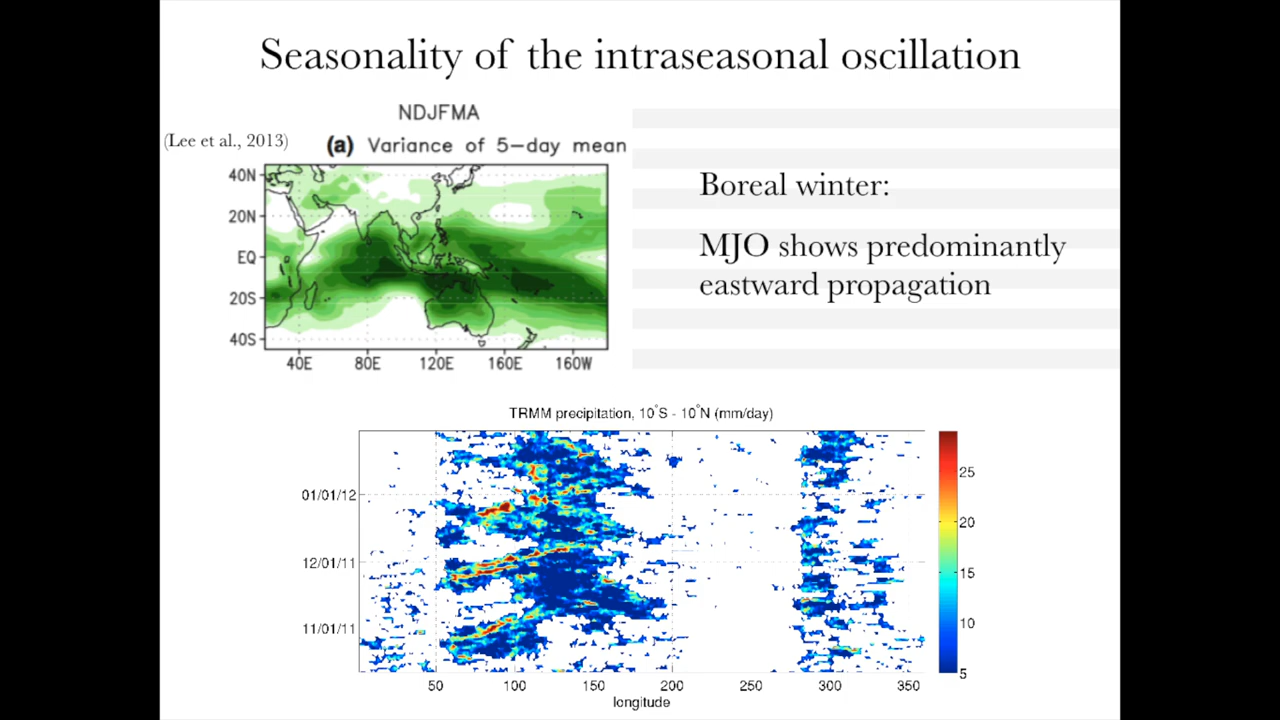 Seasonality of the intraseasonal oscillation
NDJFMA
(Lee et al., 2013)
(a) Variance of 5-day mean
40N
20N
EQ
20S
40S
40E 80E 120E 160E 160W
Boreal winter:
MJO shows predominantly
eastward propagation
TRMM precipitation, 10°S - 10°N (mm/day)
01/01/12
12/01/11
11/01/11
50 100 150 200 250 300 350
longitude
25
20
15
10
5